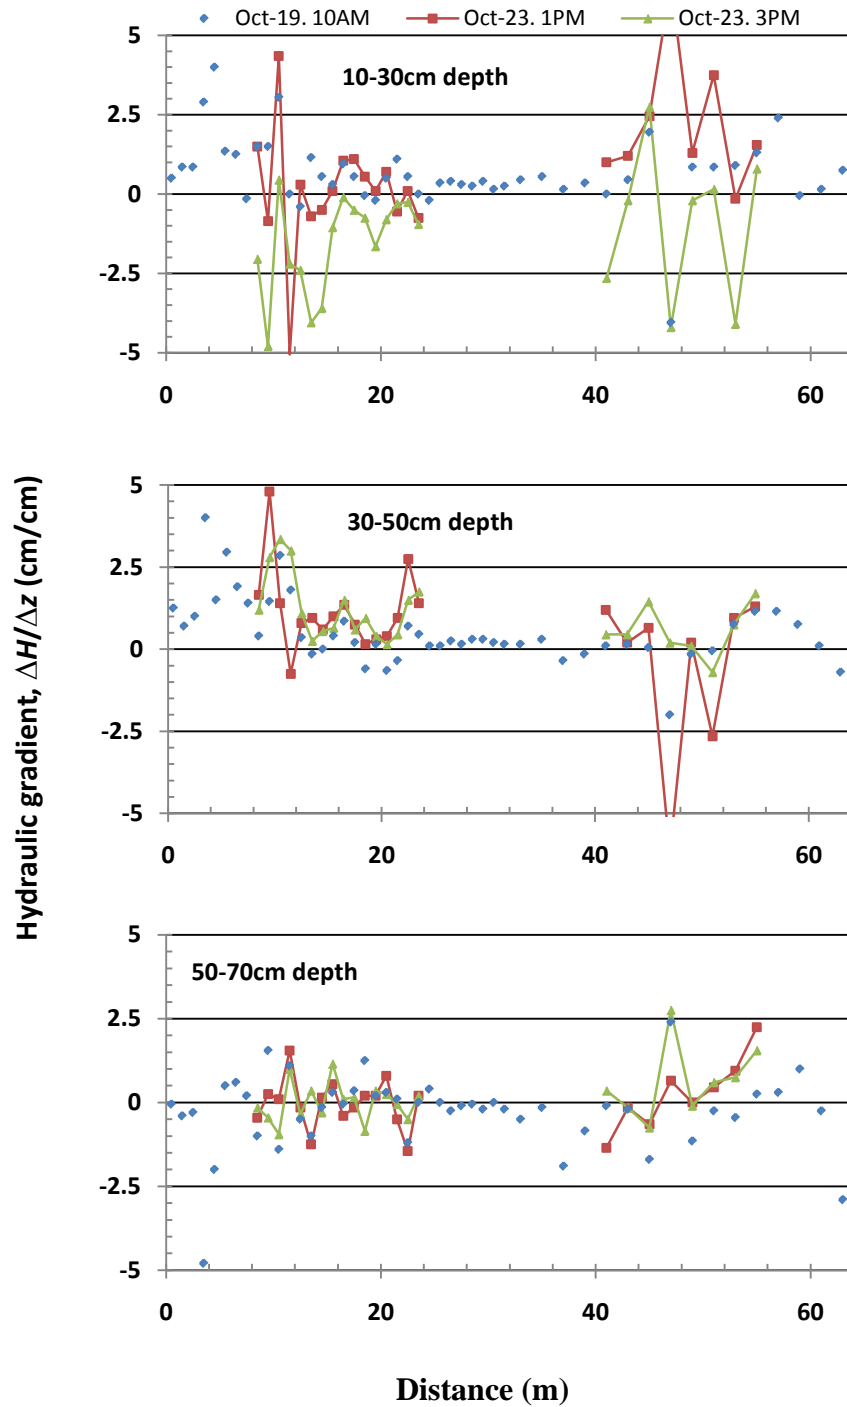 Oct-19. 10AM Oct-23. 1PM Oct-23. 3PM
5
10-30cm depth
2.5
0
-2.5
-5
0 20 40 60
Hydraulic gradient, ΔH/Δz (cm/cm)
5
30-50cm depth
2.5
0
-2.5
-5
0 20 40 60
5
50-70cm depth
2.5
0
-2.5
-5
0 20 40 60
Distance (m)